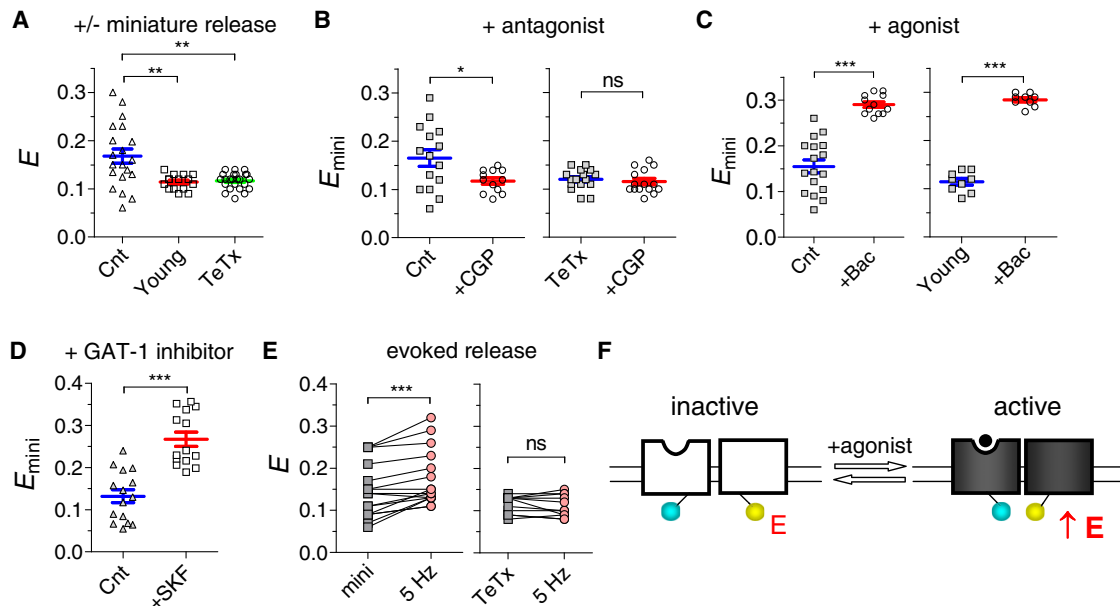 A +/- miniature release
**
**
E
0.3
0.2
0.1
0.0
Cnt
Young
TeTx
B + antagonist
*
ns
E mini
0.3
0.2
0.1
0.0
Cnt
+CGP
TeTx
+CGP
C + agonist
***
***
E mini
0.3
0.2
0.1
0.0
Cnt
+Bac
Young
+Bac
D + GAT-1 inhibitor
***
E mini
0.4
0.3
0.2
0.1
0.0
Cnt
+SKF
E evoked release
***
ns
E
0.4
0.3
0.2
0.1
0.0
mini
5 Hz
TeTx
5 Hz
F
inactive
active
+agonist
E
↑ E